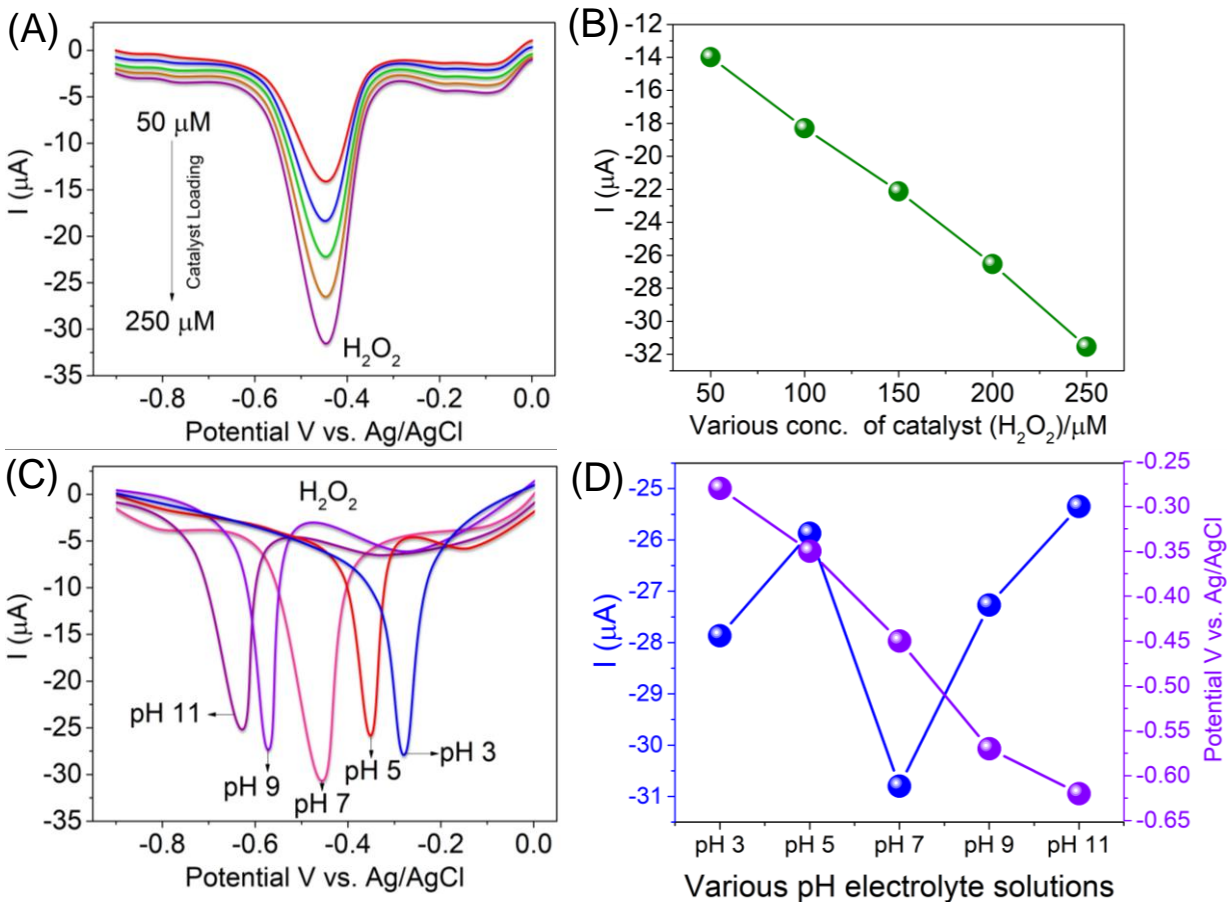 (A)
0
-5
-10
-15
-20
-25
-30
-35
I (μA)
50 μM
Catalyst Loading
250 μM
H₂O₂
-0.8 -0.6 -0.4 -0.2 0.0
Potential V vs. Ag/AgCl
(B)
-12
-14
-16
-18
-20
-22
-24
-26
-28
-30
-32
I (μA)
50 100 150 200 250
Various conc. of catalyst (H₂O₂)/μM
(C)
H₂O₂
0
-5
-10
-15
-20
-25
-30
-35
I (μA)
pH 11
pH 9
pH 7
pH 5
pH 3
-0.8 -0.6 -0.4 -0.2 0.0
Potential V vs. Ag/AgCl
(D)
-25
-26
-27
-28
-29
-30
-31
I (μA)
-0.25
-0.30
-0.35
-0.40
-0.45
-0.50
-0.55
-0.60
-0.65
Potential V vs. Ag/AgCl
pH 3 pH 5 pH 7 pH 9 pH 11
Various pH electrolyte solutions